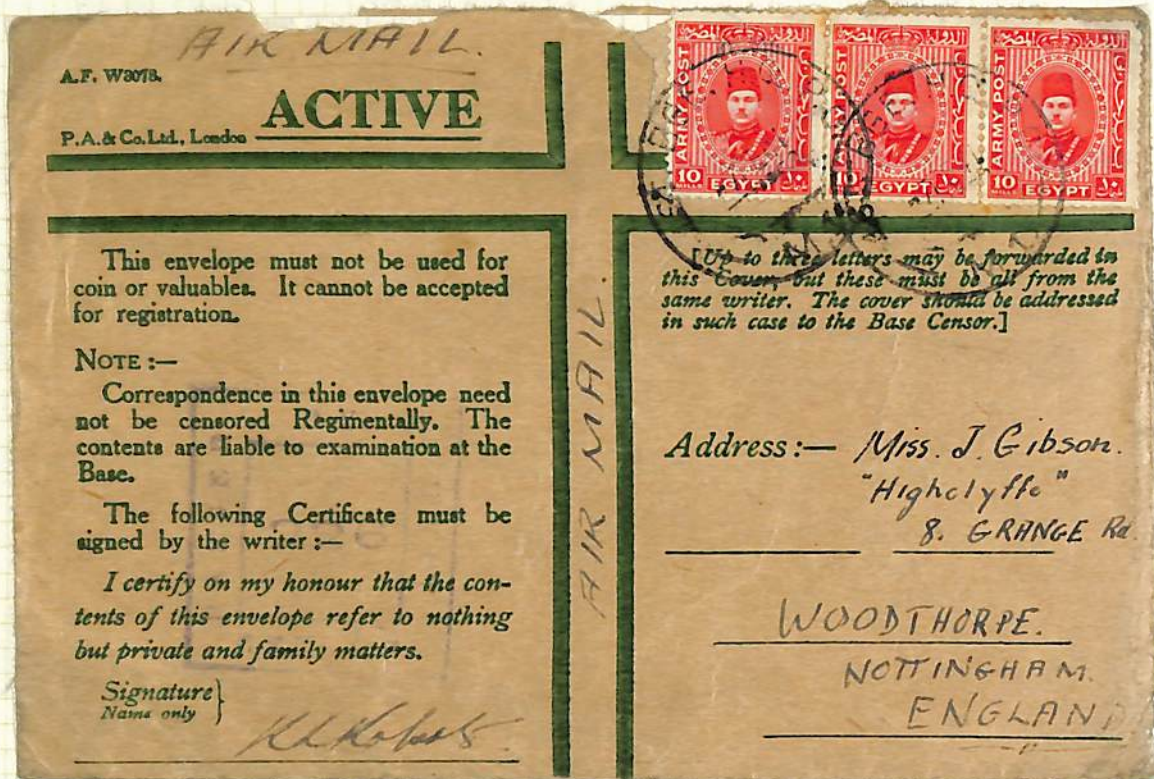 AIR MAIL.
A.F. W3078.
ACTIVE
P.A. & Co. Ltd., London
ARMY POST
10 MILLS
EGYPT
ARMY POST
10
EGYPT
ARMY POST
10 MILLS
EGYPT
This envelope must not be used for
coin or valuables. It cannot be accepted
for registration.
NOTE :—
Correspondence in this envelope need
not be censored Regimentally. The
contents are liable to examination at the
Base.
The following Certificate must be
signed by the writer :—
I certify on my honour that the con-
tents of this envelope refer to nothing
but private and family matters.
Signature}
Name only
AIR MAIL.
[Up to three letters may be forwarded in
this Cover, but these must be all from the
same writer. The cover should be addressed
in such case to the Base Censor.]
Address :— Miss. J. Gibson.
"Highclyffe"
8. GRANGE Rd.
WOODTHORPE.
NOTTINGHAM.
ENGLAND